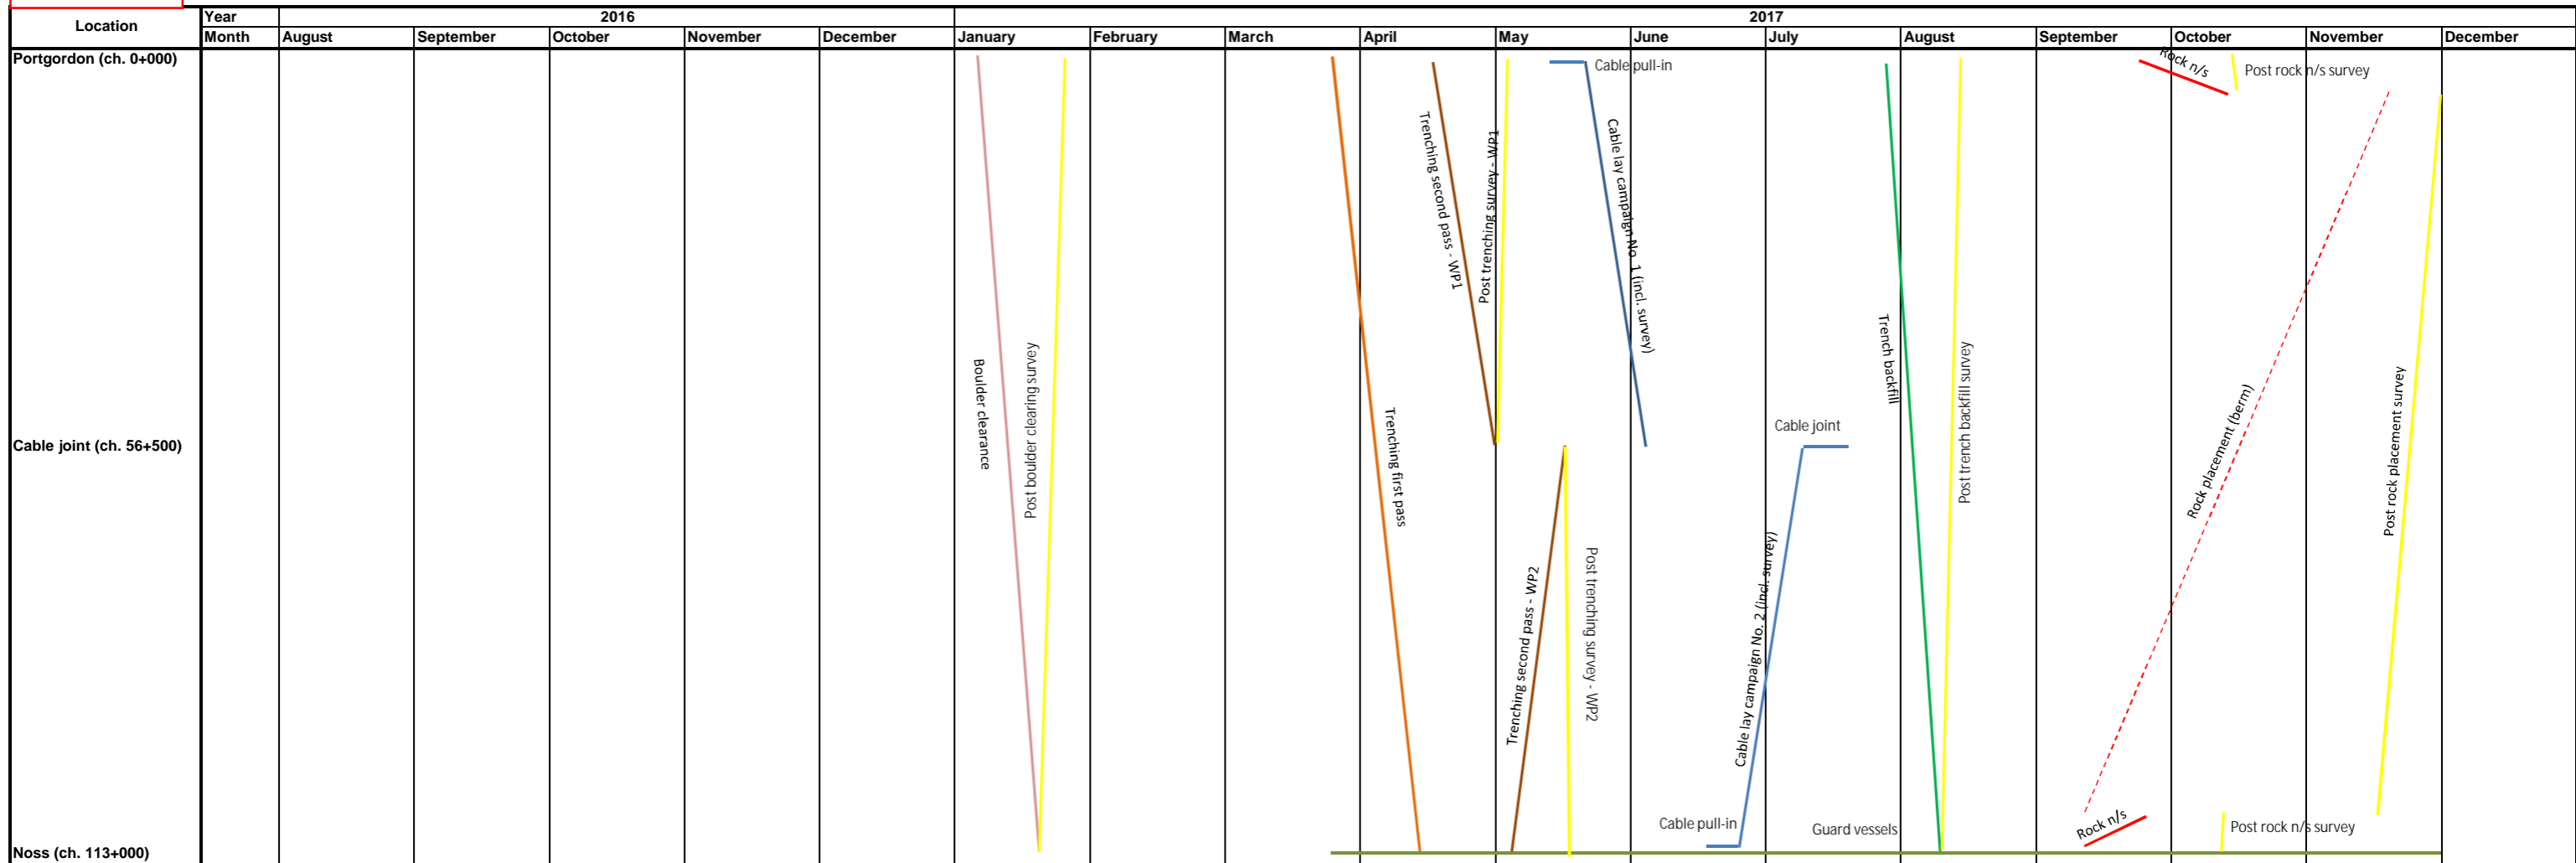 Location
Year
2016
2017
Month
August
September
October
November
December
January
February
March
April
May
June
July
August
September
October
November
December
Portgordon (ch. 0+000)
Cable pull-in
Rock n/s
Post rock n/s survey
Trenching second pass - WP1
Post trenching survey - WP1
Cable lay campaign No. 1 (incl. survey)
Boulder clearance
Post boulder clearing survey
Trenching first pass
Trench backfill
Post trench backfill survey
Rock placement (berm)
Post rock placement survey
Cable joint (ch. 56+500)
Cable joint
Trenching second pass - WP2
Post trenching survey - WP2
Cable lay campaign No. 2 (incl. survey)
Cable pull-in
Guard vessels
Rock n/s
Post rock n/s survey
Noss (ch. 113+000)